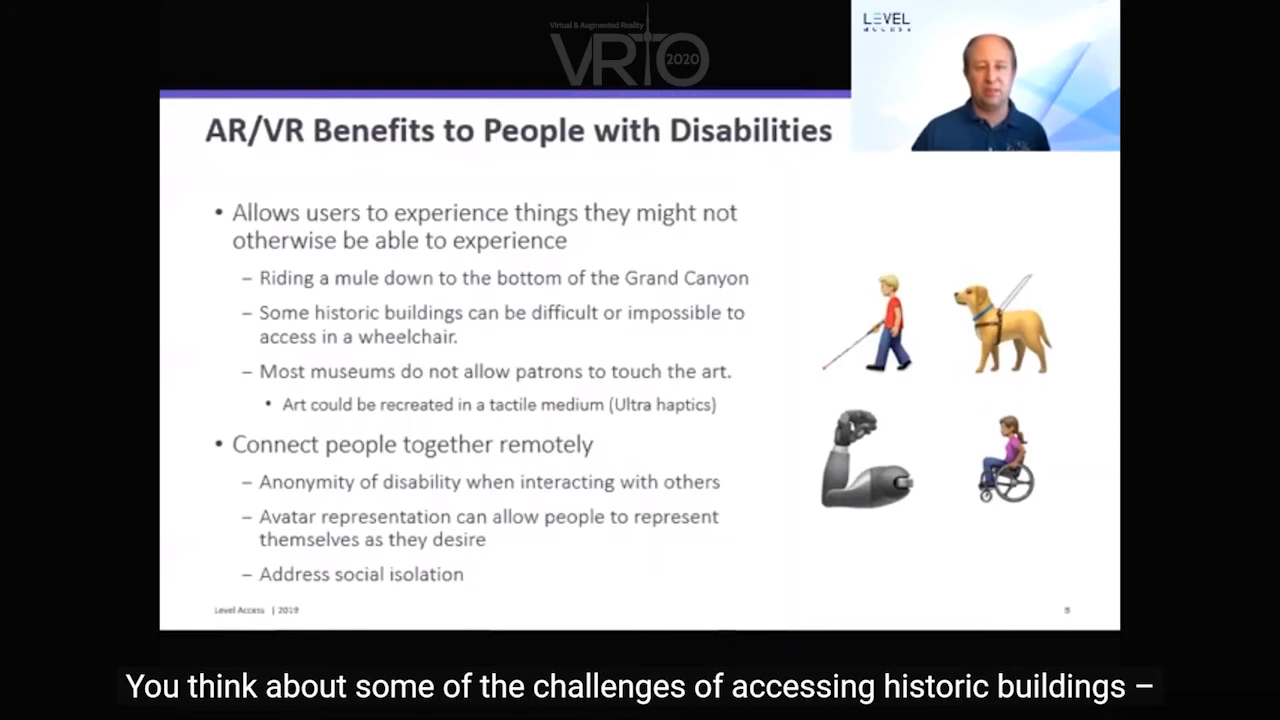 Virtual & Augmented Reality
VRTO
2020
LEVEL
ACCESS
AR/VR Benefits to People with Disabilities
• Allows users to experience things they might not
otherwise be able to experience
– Riding a mule down to the bottom of the Grand Canyon
– Some historic buildings can be difficult or impossible to
access in a wheelchair.
– Most museums do not allow patrons to touch the art.
• Art could be recreated in a tactile medium (Ultra haptics)
• Connect people together remotely
– Anonymity of disability when interacting with others
– Avatar representation can allow people to represent
themselves as they desire
– Address social isolation
Level Access | 2019
You think about some of the challenges of accessing historic buildings –